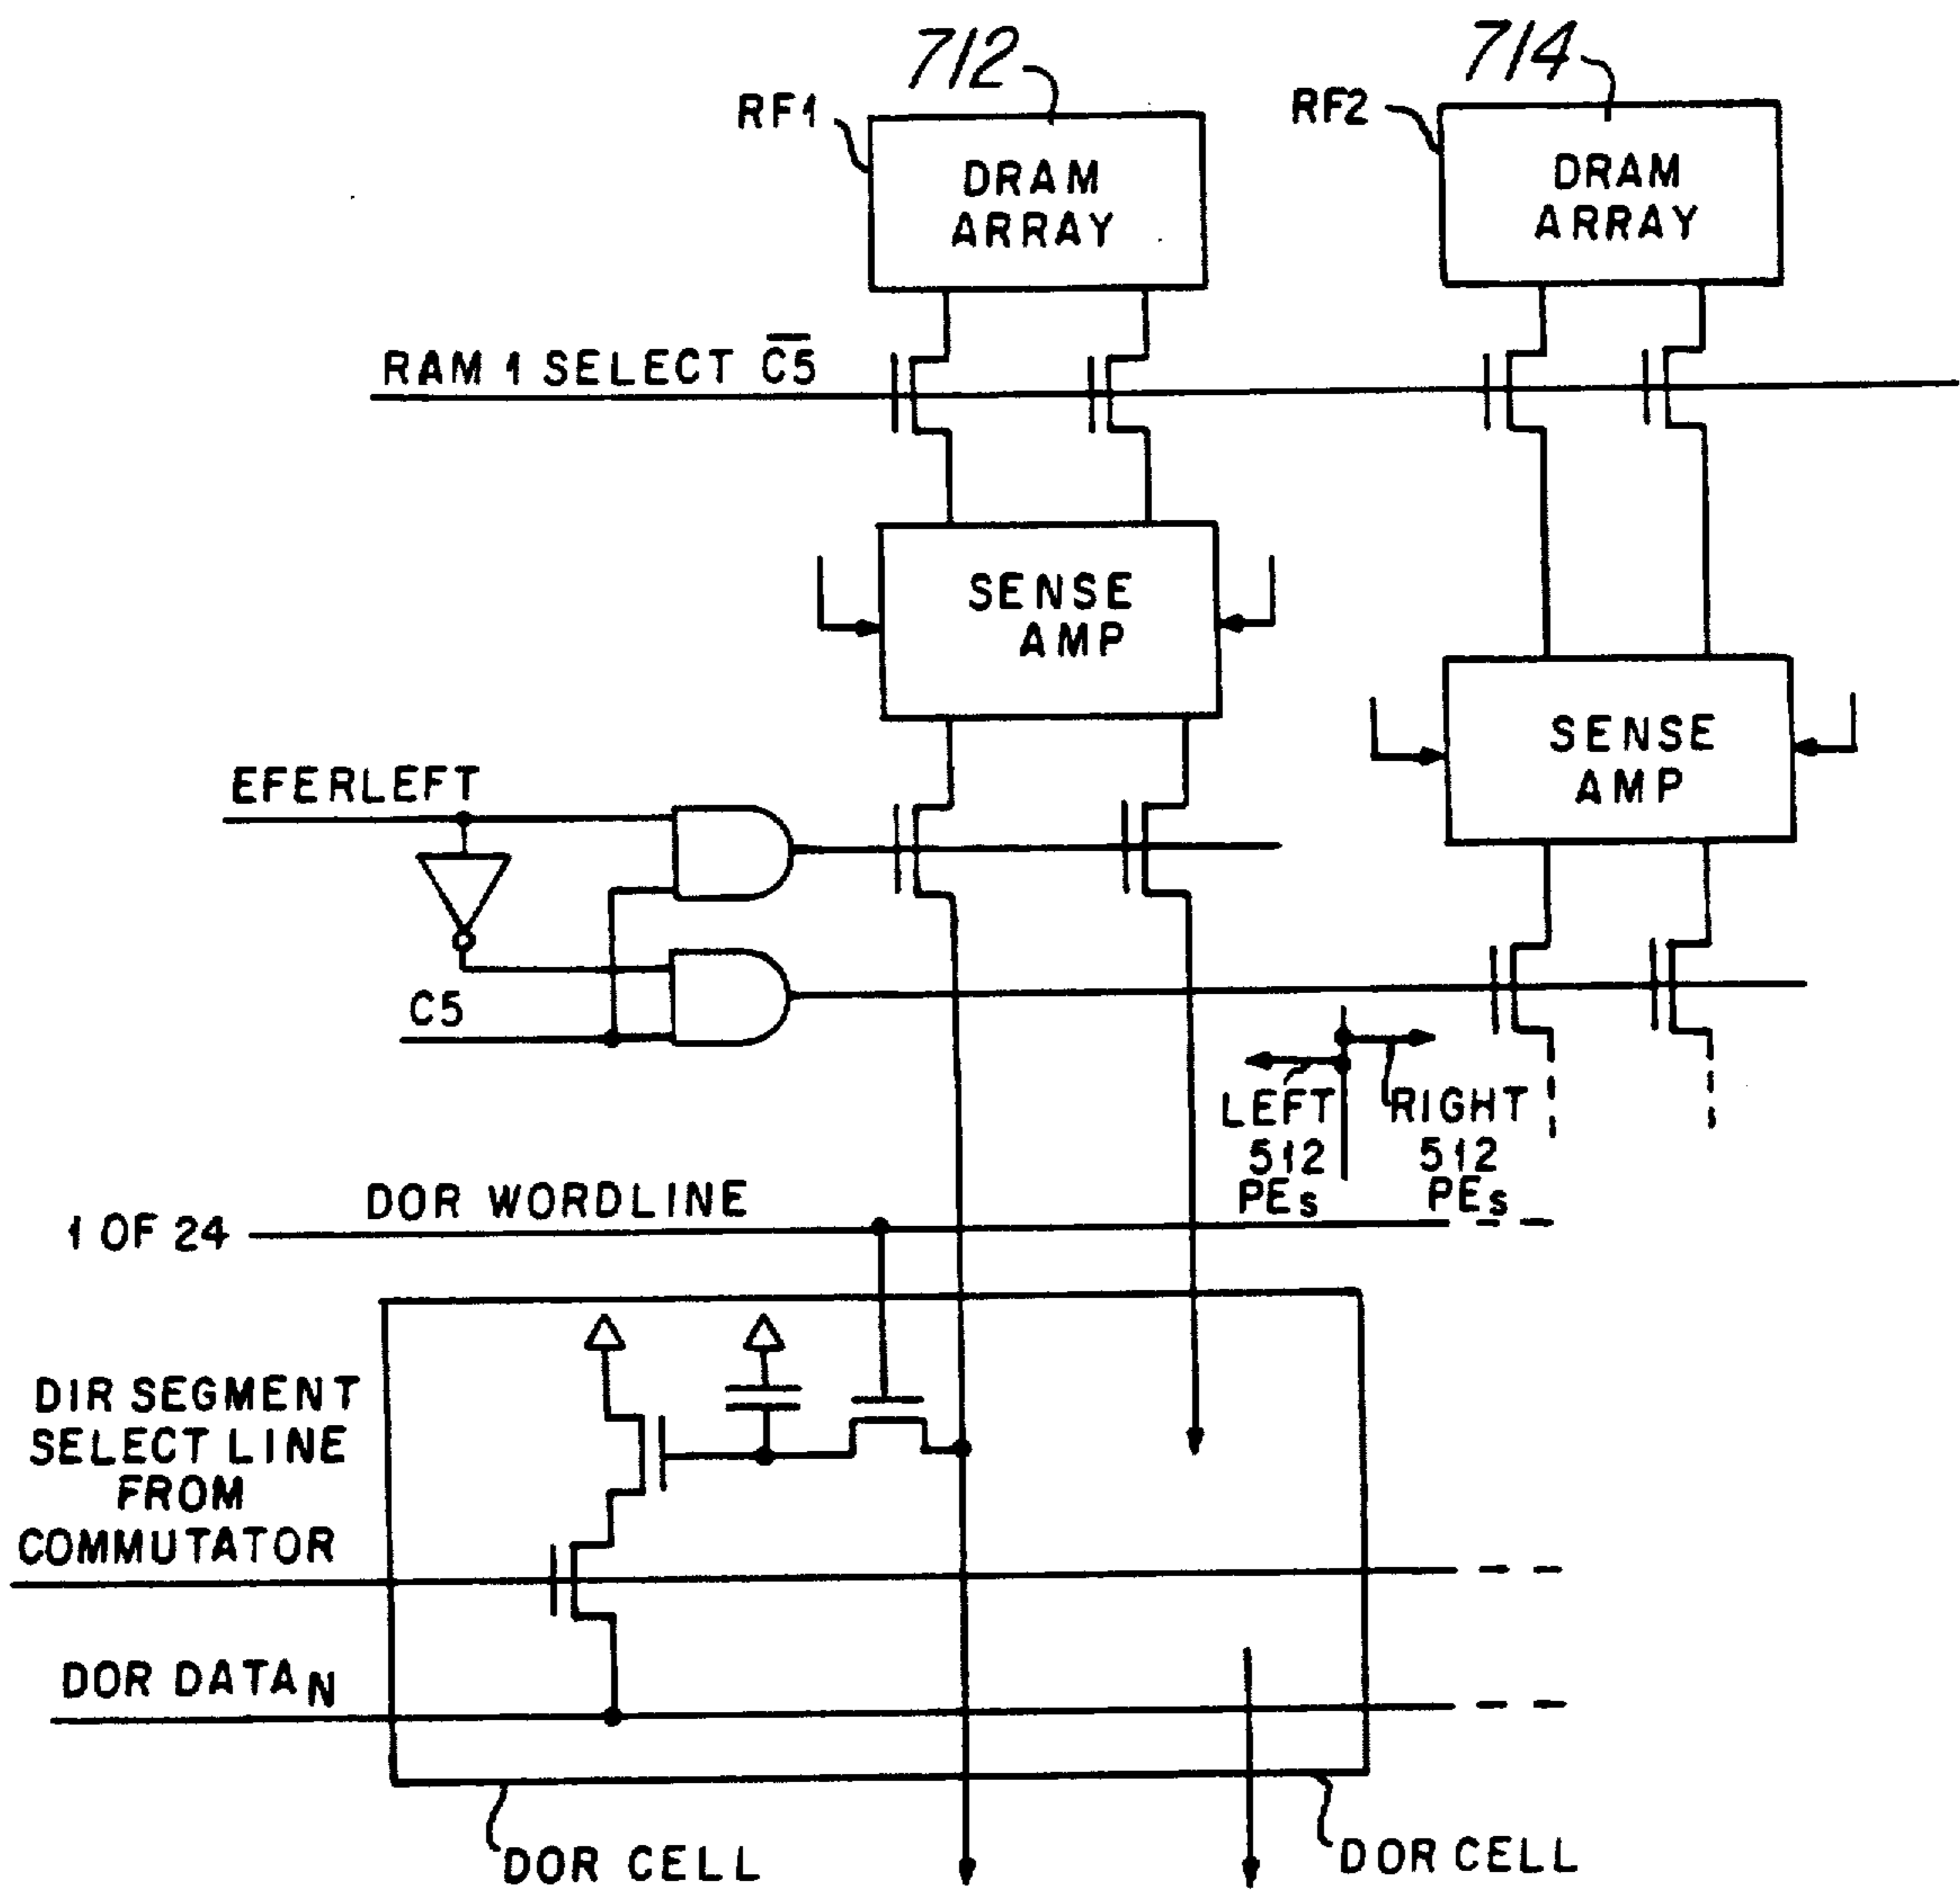 712
714
RF1
RF2
DRAM
ARRAY
DRAM
ARRAY
RAM 1 SELECT C̅5̅
SENSE
AMP
SENSE
AMP
EFERLEFT
C5
LEFT
512
PEs
RIGHT
512
PEs
DOR WORDLINE
1 OF 24
DIR SEGMENT
SELECT LINE
FROM
COMMUTATOR
DOR DATA N
DOR CELL
DOR CELL